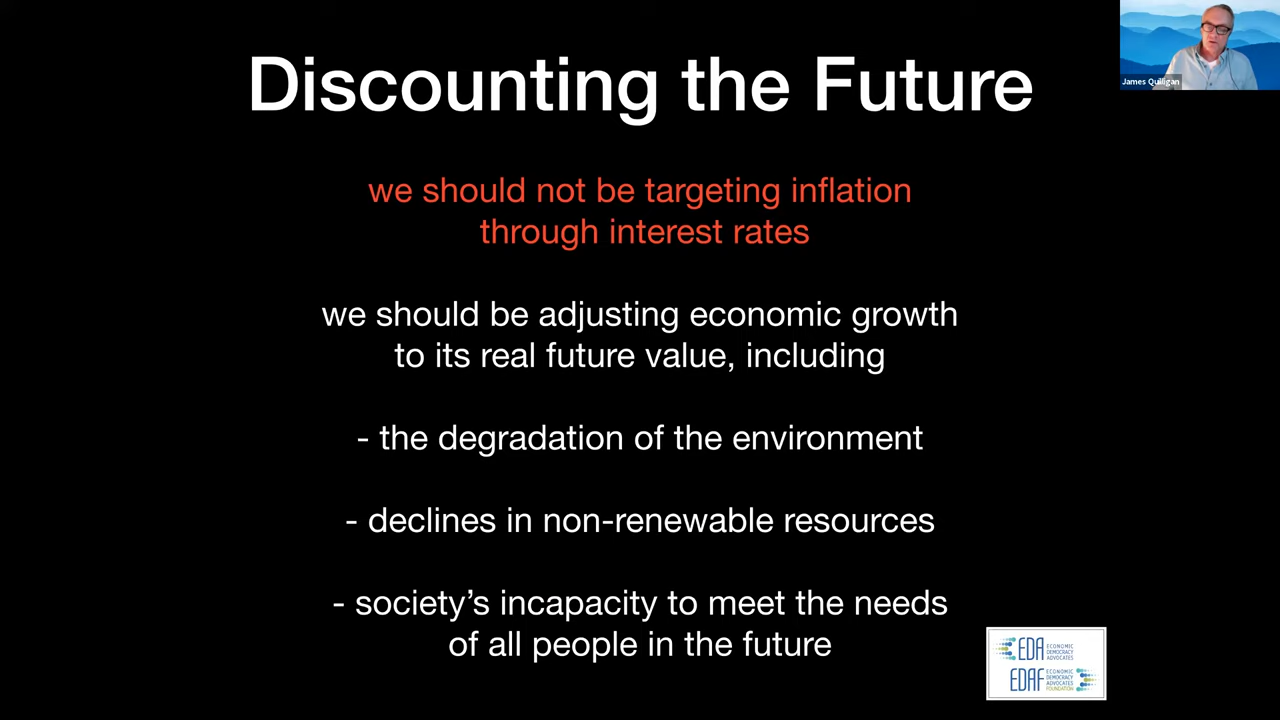 Discounting the Future
James Quilligan
we should not be targeting inflation
through interest rates
we should be adjusting economic growth
to its real future value, including
- the degradation of the environment
- declines in non-renewable resources
- society’s incapacity to meet the needs
of all people in the future
EDA ECONOMIC
DEMOCRACY
ADVOCATES
EDAF ECONOMIC
DEMOCRACY
ADVOCATES
FOUNDATION